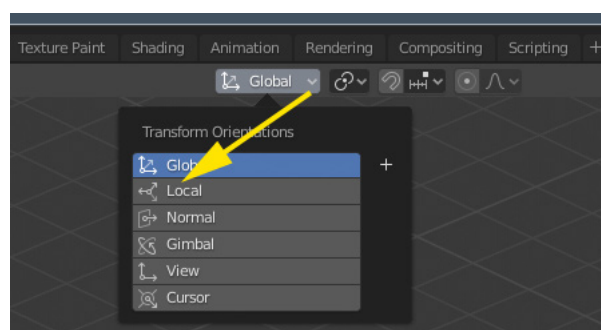 Texture Paint Shading Animation Rendering Compositing Scripting +
Global
Transform Orientations
Global
+
Local
Normal
Gimbal
View
Cursor